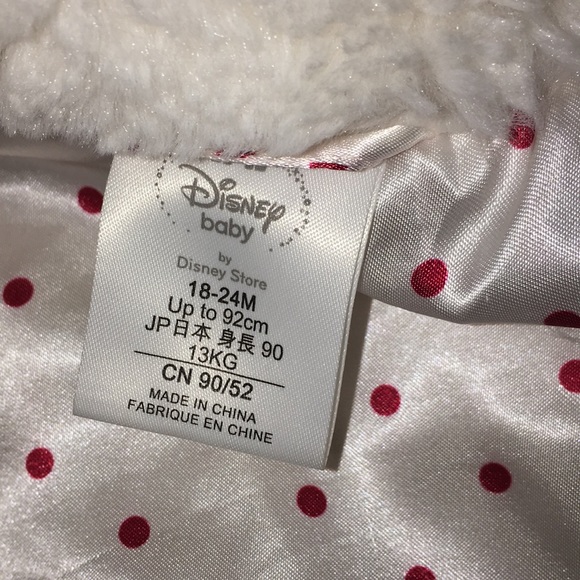 Disney
baby
by
Disney Store
18-24M
Up to 92cm
JP日本 身長 90
13KG
CN 90/52
MADE IN CHINA
FABRIQUE EN CHINE